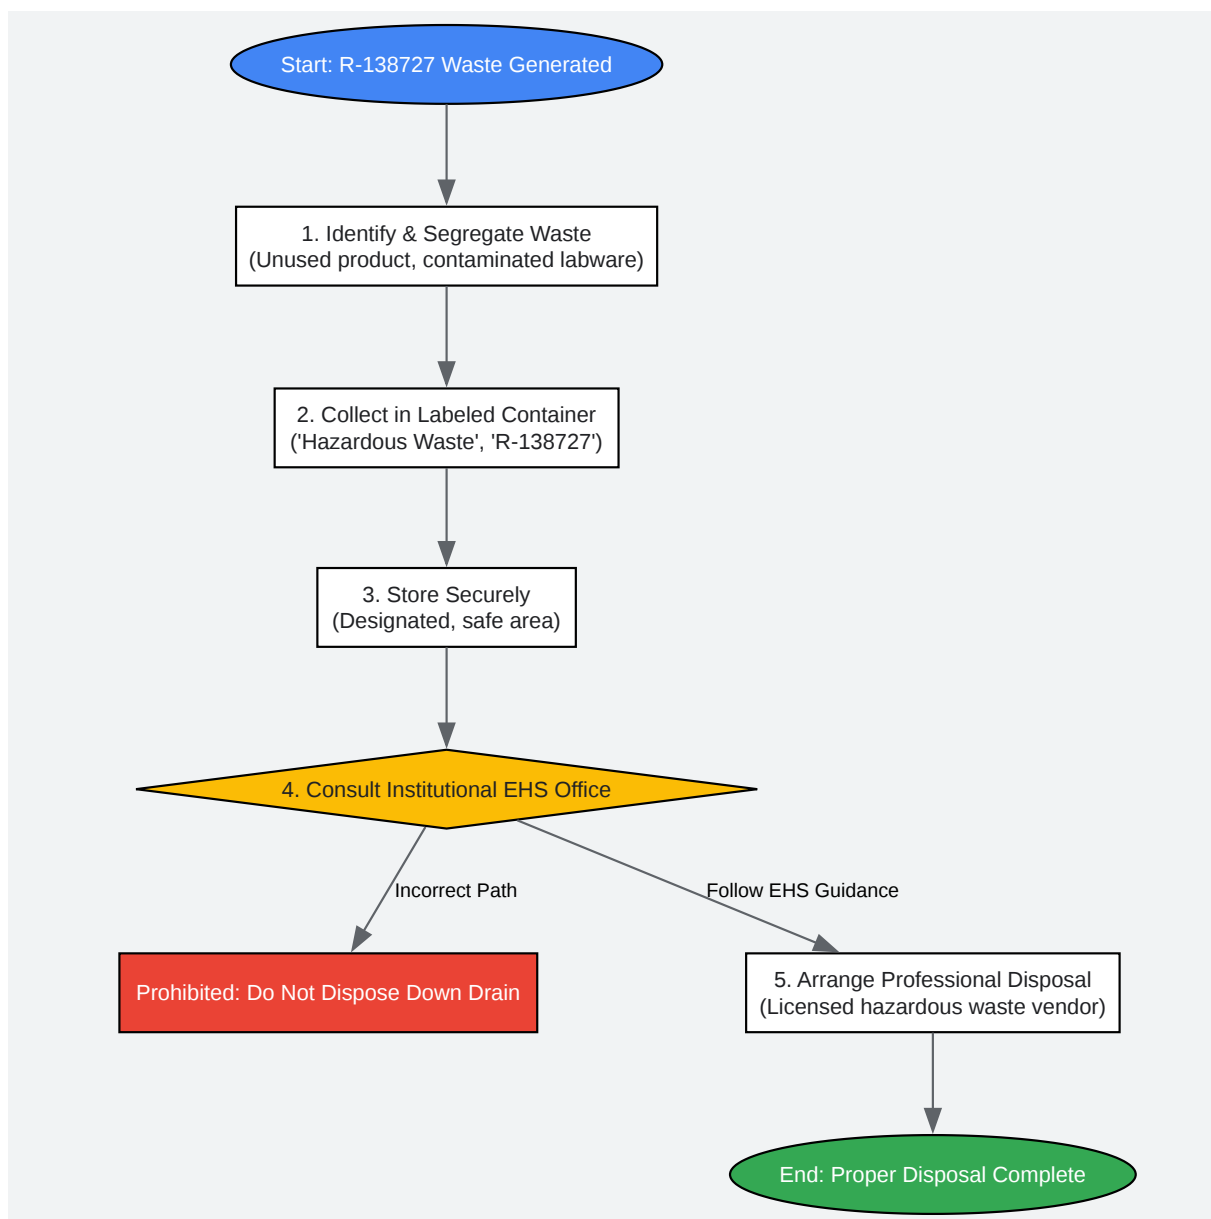 Start: R-138727 Waste Generated
1. Identify & Segregate Waste
(Unused product, contaminated labware)
2. Collect in Labeled Container
('Hazardous Waste', 'R-138727')
3. Store Securely
(Designated, safe area)
4. Consult Institutional EHS Office
Incorrect Path
Follow EHS Guidance
Prohibited: Do Not Dispose Down Drain
5. Arrange Professional Disposal
(Licensed hazardous waste vendor)
End: Proper Disposal Complete